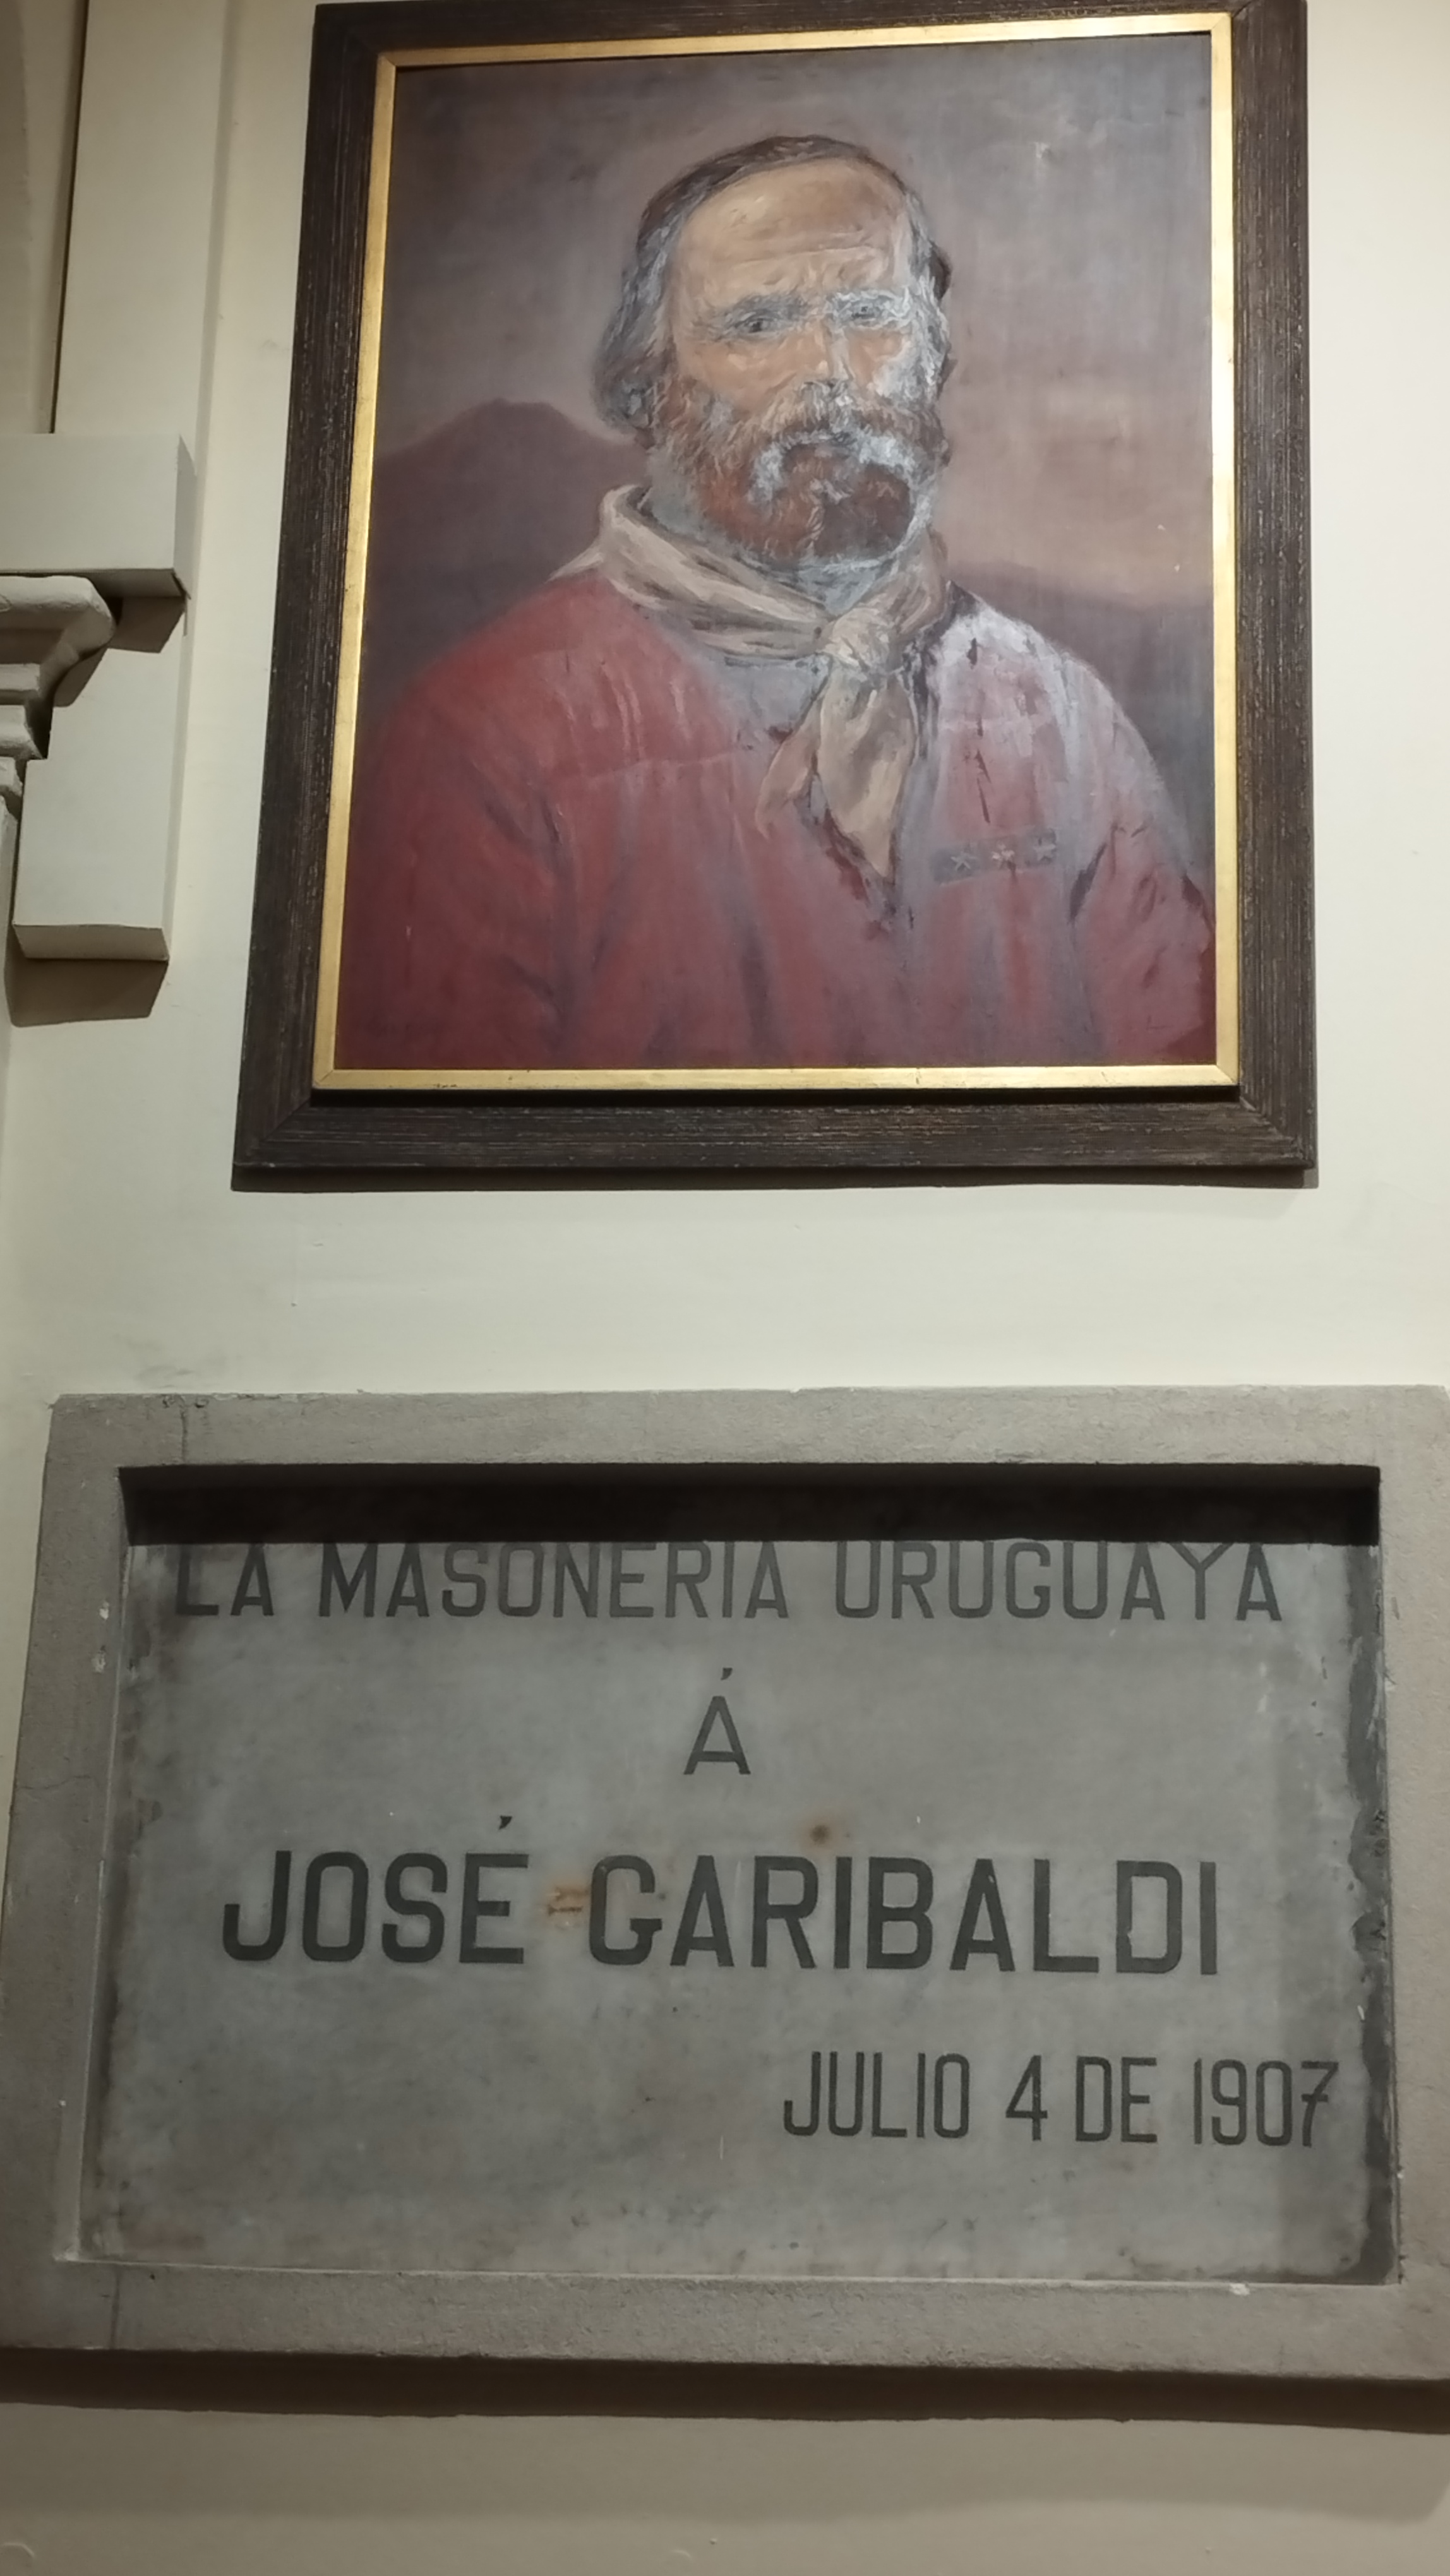 LA MASONERIA URUGUAYA
Á
JOSÉ GARIBALDI
JULIO 4 DE 1907